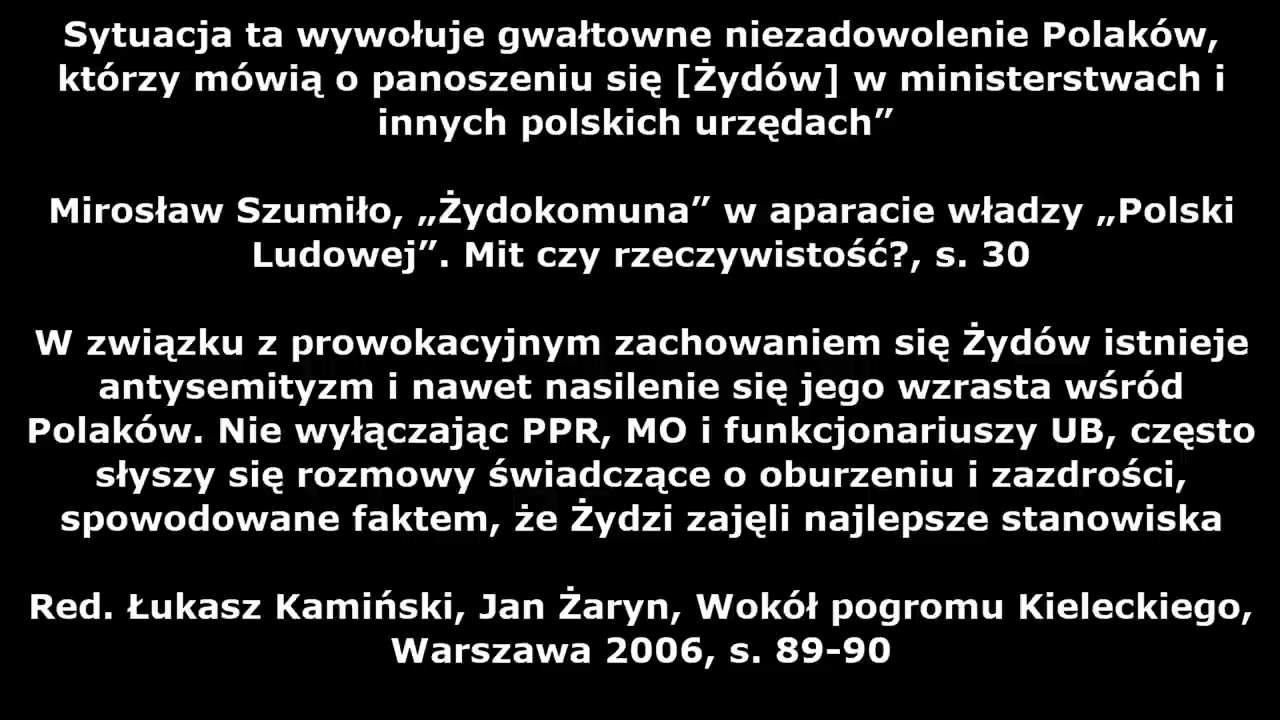 Sytuacja ta wywołuje gwałtowne niezadowolenie Polaków,
którzy mówią o panoszeniu się [Żydów] w ministerstwach i
innych polskich urzędach”
Mirosław Szumiło, „Żydokomuna” w aparacie władzy „Polski
Ludowej”. Mit czy rzeczywistość?, s. 30
W związku z prowokacyjnym zachowaniem się Żydów istnieje
antysemityzm i nawet nasilenie się jego wzrasta wśród
Polaków. Nie wyłączając PPR, MO i funkcjonariuszy UB, często
słyszy się rozmowy świadczące o oburzeniu i zazdrości,
spowodowane faktem, że Żydzi zajęli najlepsze stanowiska
Red. Łukasz Kamiński, Jan Żaryn, Wokół pogromu Kieleckiego,
Warszawa 2006, s. 89-90